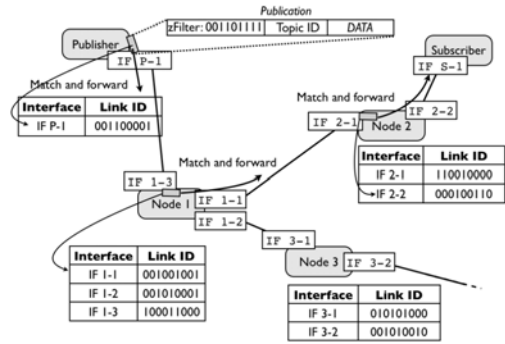 Publication
zFilter: 001101111 Topic ID DATA
Publisher
IF P-1
Subscriber
IF S-1
Match and forward
Interface Link ID
IF P-1 001100001
Match and forward
IF 2-1
IF 2-2
Node 2
Interface Link ID
IF 2-1 110010000
IF 2-2 000100110
Match and forward
IF 1-3
Node 1
IF 1-1
IF 1-2
Interface Link ID
IF 1-1 001001001
IF 1-2 001010001
IF 1-3 100011000
IF 3-1
Node 3
IF 3-2
Interface Link ID
IF 3-1 010101000
IF 3-2 001010010